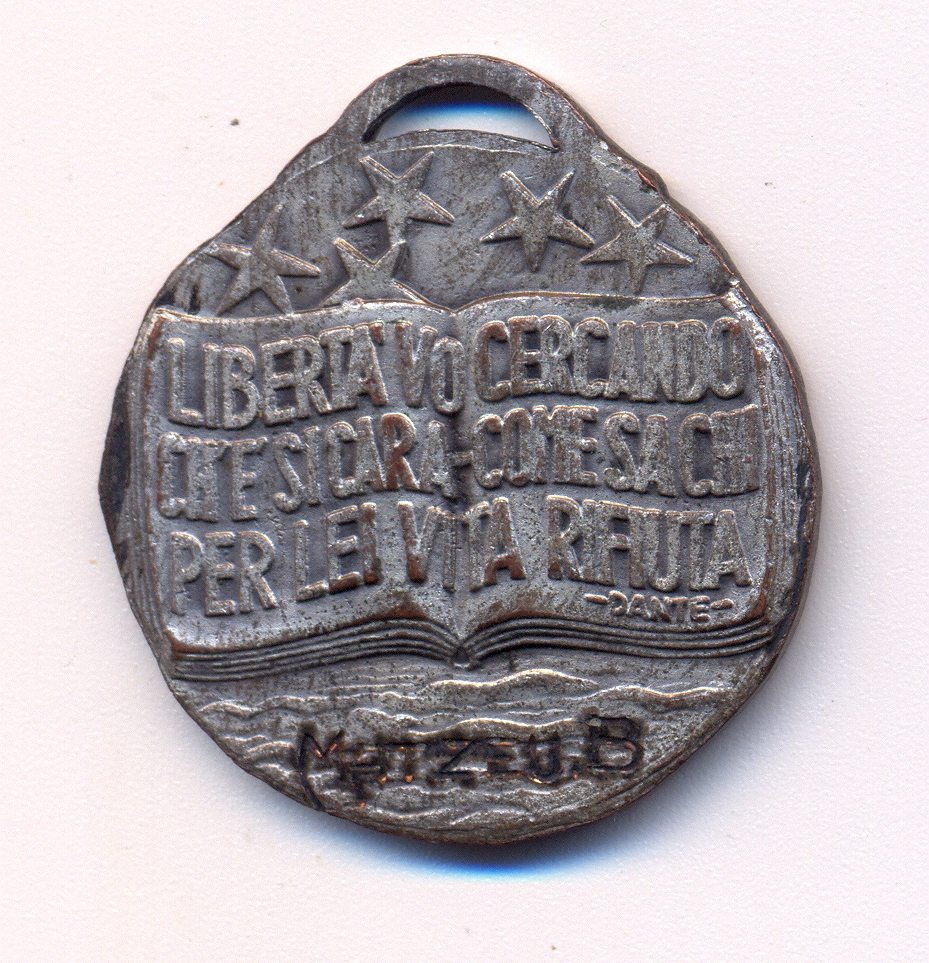 LIBERTA' VO CERCANDO
CH'E SI CARA-COME SA CHI
PER LEI VITA RIFIUTA
-DANTE-